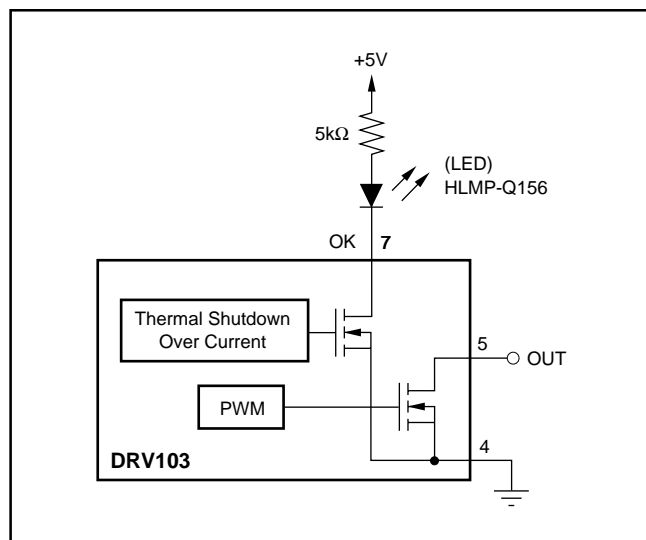 +5V
5kΩ
(LED)
HLMP-Q156
OK 7
Thermal Shutdown
Over Current
5
OUT
PWM
4
DRV103